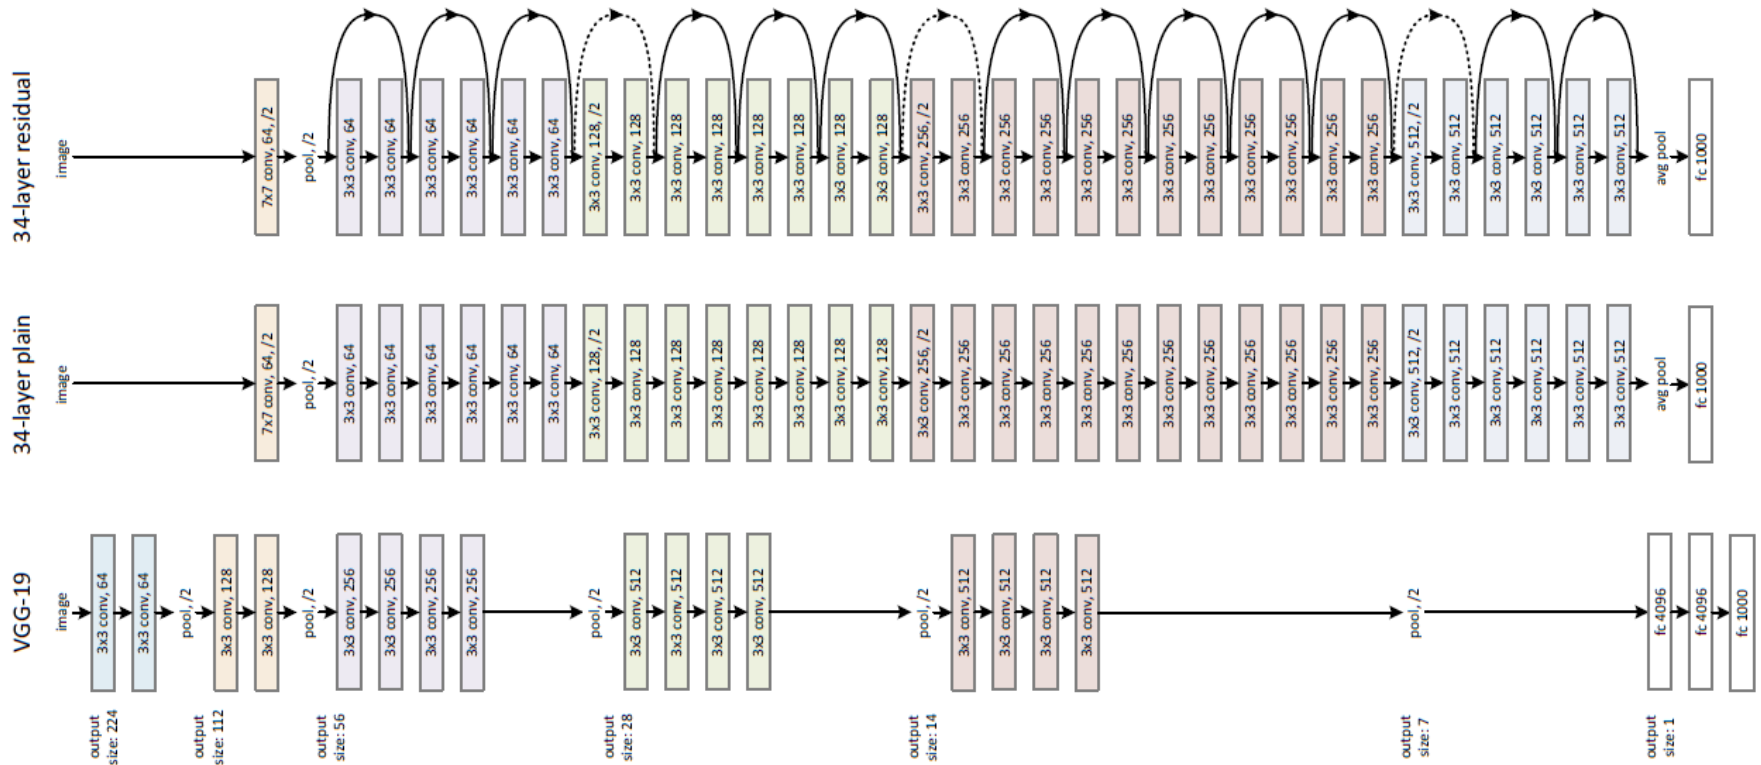 34-layer residual
image
7x7 conv, 64, /2
pool, /2
3x3 conv, 64
3x3 conv, 64
3x3 conv, 64
3x3 conv, 64
3x3 conv, 64
3x3 conv, 64
3x3 conv, 128, /2
3x3 conv, 128
3x3 conv, 128
3x3 conv, 128
3x3 conv, 128
3x3 conv, 128
3x3 conv, 128
3x3 conv, 128
3x3 conv, 256, /2
3x3 conv, 256
3x3 conv, 256
3x3 conv, 256
3x3 conv, 256
3x3 conv, 256
3x3 conv, 256
3x3 conv, 256
3x3 conv, 256
3x3 conv, 256
3x3 conv, 256
3x3 conv, 256
3x3 conv, 512, /2
3x3 conv, 512
3x3 conv, 512
3x3 conv, 512
3x3 conv, 512
3x3 conv, 512
avg pool
fc 1000
34-layer plain
image
7x7 conv, 64, /2
pool, /2
3x3 conv, 64
3x3 conv, 64
3x3 conv, 64
3x3 conv, 64
3x3 conv, 64
3x3 conv, 64
3x3 conv, 128, /2
3x3 conv, 128
3x3 conv, 128
3x3 conv, 128
3x3 conv, 128
3x3 conv, 128
3x3 conv, 128
3x3 conv, 128
3x3 conv, 256, /2
3x3 conv, 256
3x3 conv, 256
3x3 conv, 256
3x3 conv, 256
3x3 conv, 256
3x3 conv, 256
3x3 conv, 256
3x3 conv, 256
3x3 conv, 256
3x3 conv, 256
3x3 conv, 256
3x3 conv, 512, /2
3x3 conv, 512
3x3 conv, 512
3x3 conv, 512
3x3 conv, 512
3x3 conv, 512
avg pool
fc 1000
VGG-19
image
3x3 conv, 64
3x3 conv, 64
pool, /2
3x3 conv, 128
3x3 conv, 128
pool, /2
3x3 conv, 256
3x3 conv, 256
3x3 conv, 256
3x3 conv, 256
pool, /2
3x3 conv, 512
3x3 conv, 512
3x3 conv, 512
3x3 conv, 512
pool, /2
3x3 conv, 512
3x3 conv, 512
3x3 conv, 512
3x3 conv, 512
pool, /2
fc 4096
fc 4096
fc 1000
output
size: 224
output
size: 112
output
size: 56
output
size: 28
output
size: 14
output
size: 7
output
size: 1